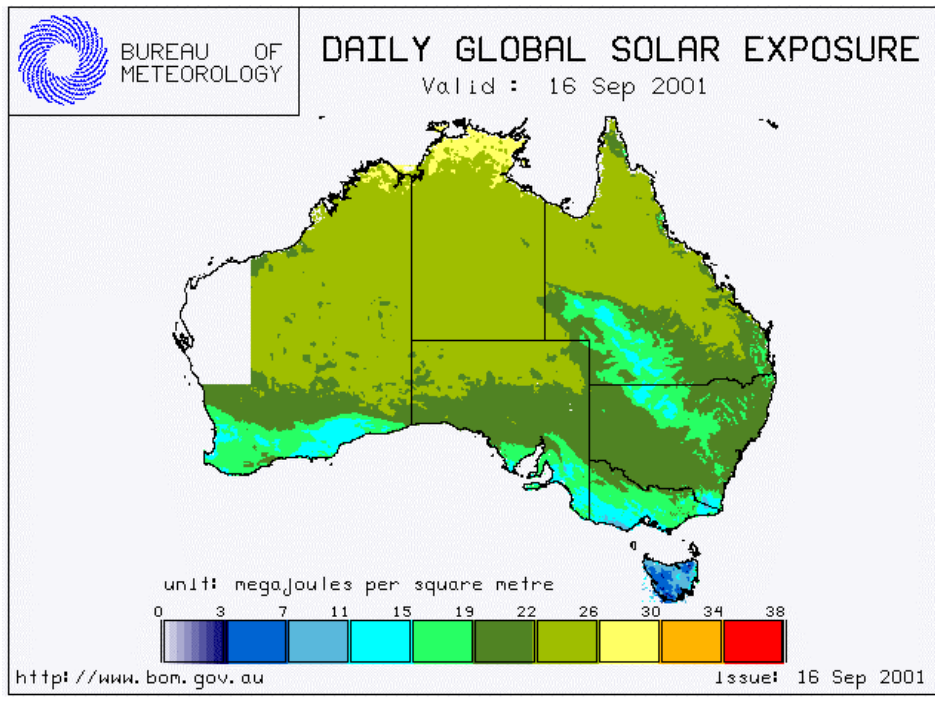 BUREAU OF
METEOROLOGY
DAILY GLOBAL SOLAR EXPOSURE
Valid : 16 Sep 2001
unit: megajoules per square metre
0 3 7 11 15 19 22 26 30 34 38
http://www.bom.gov.au
Issue: 16 Sep 2001